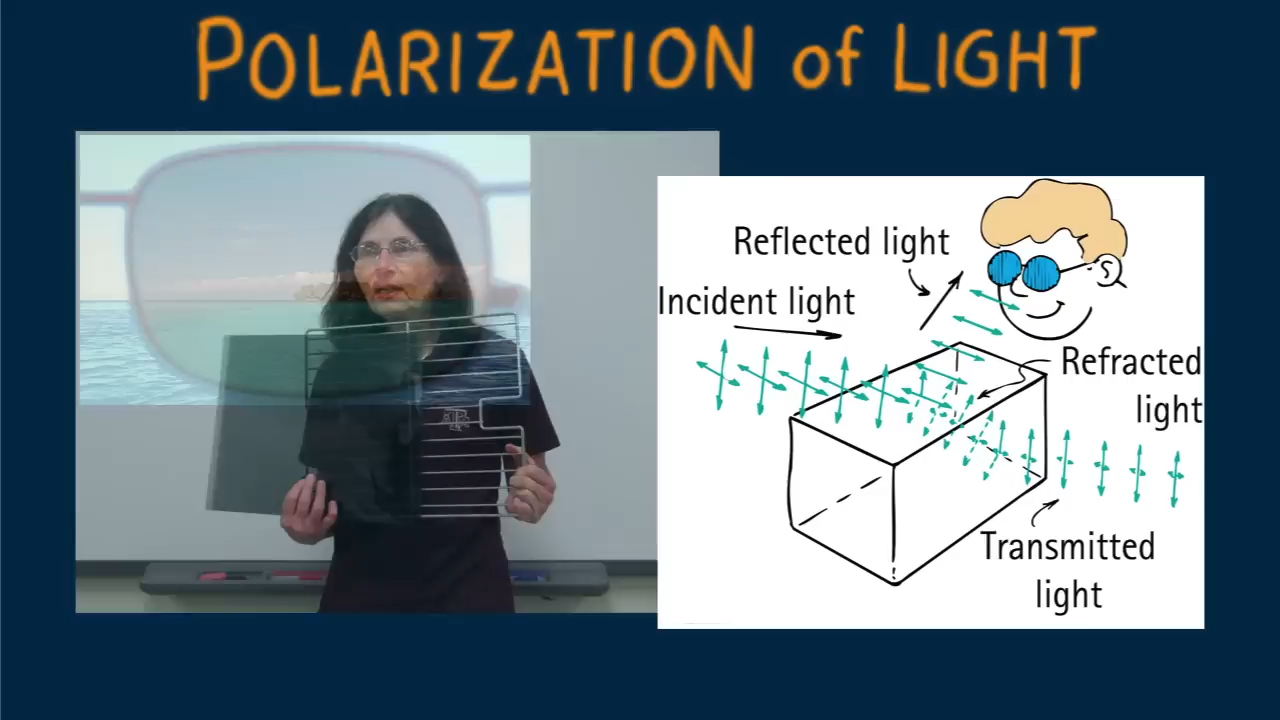 POLARIZATION of LIGHT
Reflected light
Incident light
Refracted
light
Transmitted
light